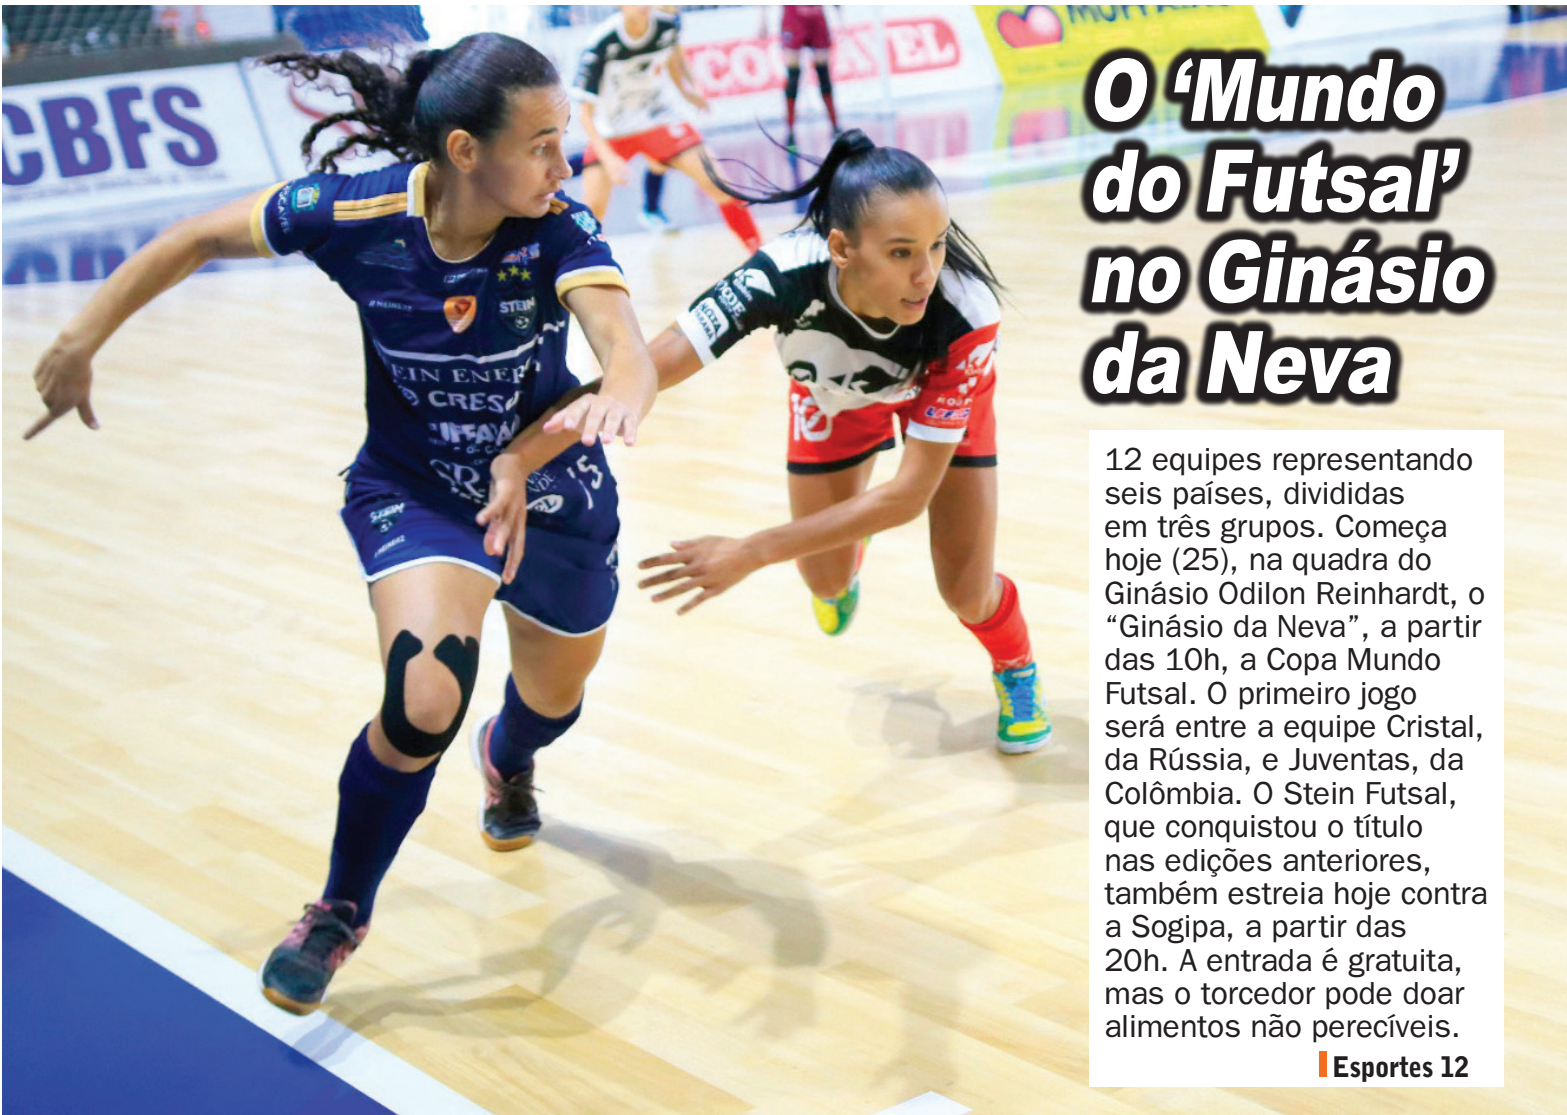 O ‘Mundo
do Futsal’
no Ginásio
da Neva
12 equipes representando
seis países, divididas
em três grupos. Começa
hoje (25), na quadra do
Ginásio Odilon Reinhardt, o
“Ginásio da Neva”, a partir
das 10h, a Copa Mundo
Futsal. O primeiro jogo
será entre a equipe Cristal,
da Rússia, e Juventas, da
Colômbia. O Stein Futsal,
que conquistou o título
nas edições anteriores,
também estreia hoje contra
a Sogipa, a partir das
20h. A entrada é gratuita,
mas o torcedor pode doar
alimentos não perecíveis.
Esportes 12
CBFS
STEIN
10
15